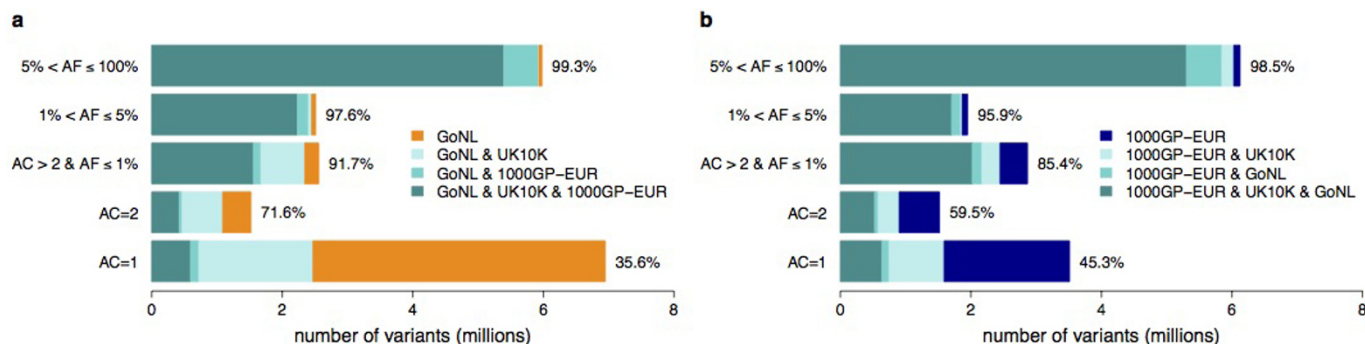 a
5% < AF ≤ 100%
99.3%
1% < AF ≤ 5%
97.6%
AC > 2 & AF ≤ 1%
91.7%
AC=2
71.6%
AC=1
35.6%
GoNL
GoNL & UK10K
GoNL & 1000GP−EUR
GoNL & UK10K & 1000GP−EUR
0 2 4 6 8
number of variants (millions)
b
5% < AF ≤ 100%
98.5%
1% < AF ≤ 5%
95.9%
AC > 2 & AF ≤ 1%
85.4%
AC=2
59.5%
AC=1
45.3%
1000GP−EUR
1000GP−EUR & UK10K
1000GP−EUR & GoNL
1000GP−EUR & UK10K & GoNL
0 2 4 6 8
number of variants (millions)